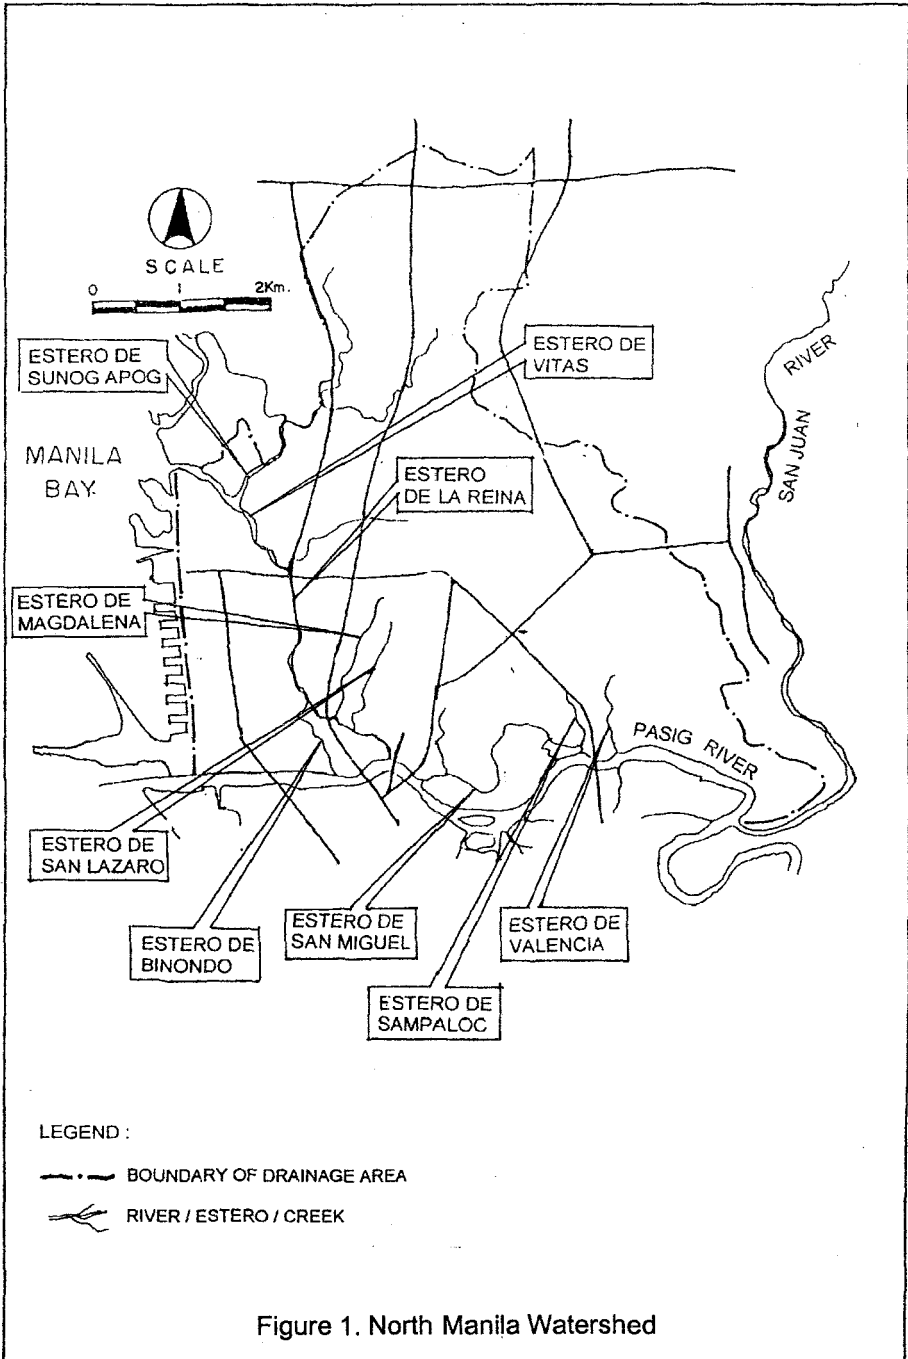 SCALE
0
2Km.
ESTERO DE
SUNOG APOG
ESTERO DE
VITAS
RIVER
SAN JUAN
MANILA
BAY
ESTERO
DE LA REINA
ESTERO DE
MAGDALENA
PASIG RIVER
ESTERO DE
SAN LAZARO
ESTERO DE
BINONDO
ESTERO DE
SAN MIGUEL
ESTERO DE
VALENCIA
ESTERO DE
SAMPALOC
LEGEND :
BOUNDARY OF DRAINAGE AREA
RIVER / ESTERO / CREEK
Figure 1. North Manila Watershed